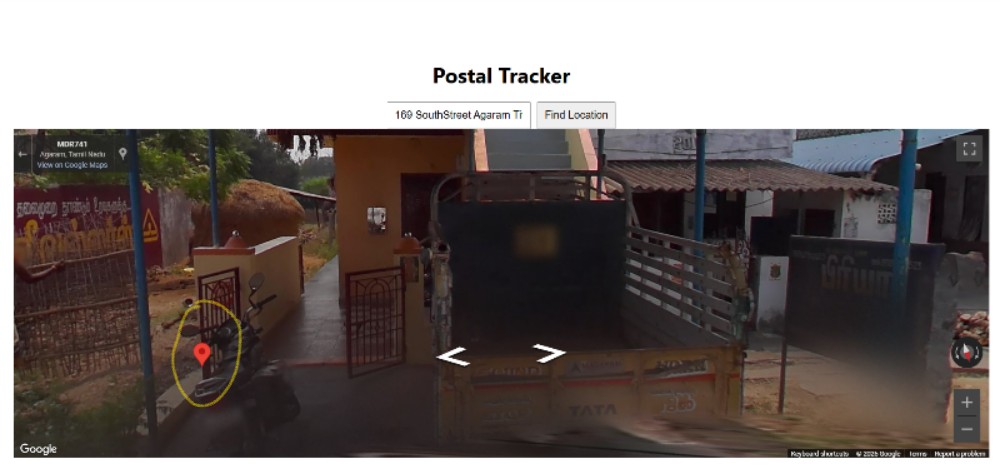 Postal Tracker
169 SouthStreet Agaram Ti
Find Location
MDR741
Agaram, Tamil Nadu
View on Google Maps
TATA
Google
Keyboard shortcuts
© 2025 Google
Terms
Report a problem